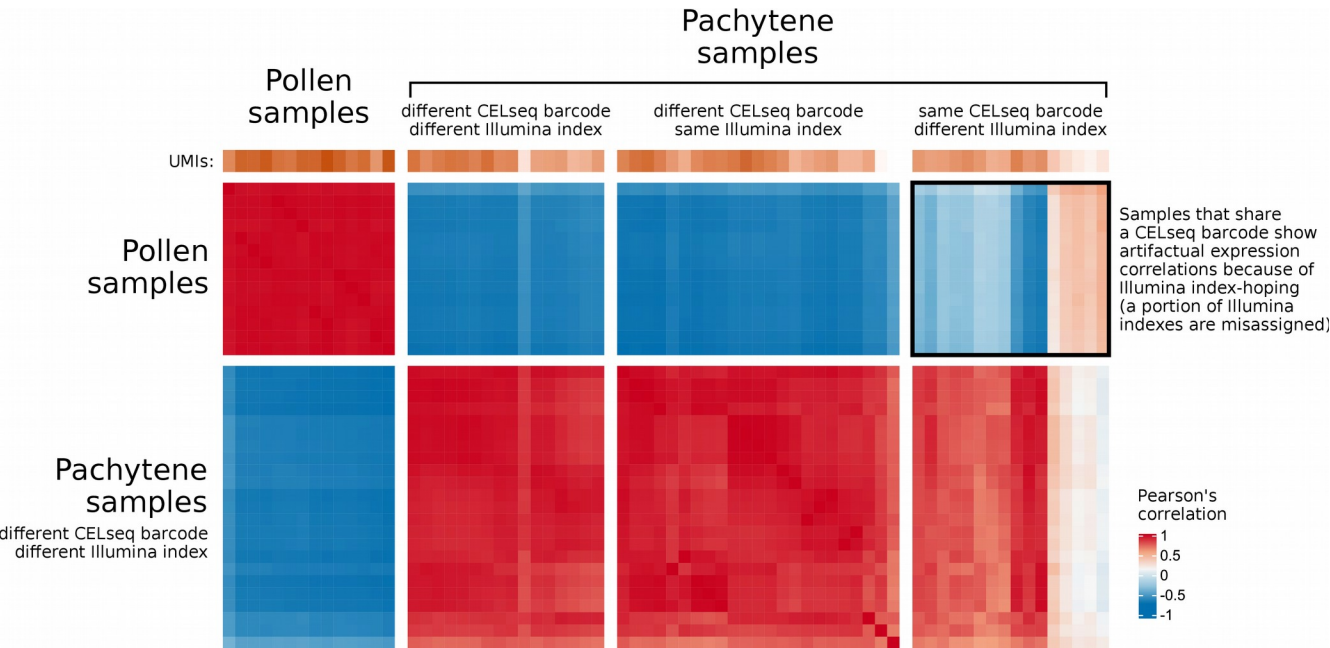 Pachytene
samples
Pollen
samples
different CELseq barcode
different Illumina index
different CELseq barcode
same Illumina index
same CELseq barcode
different Illumina index
UMIs:
Pollen
samples
Samples that share
a CELseq barcode show
artifactual expression
correlations because of
Illumina index-hoping
(a portion of Illumina
indexes are misassigned)
Pachytene
samples
different CELseq barcode
different Illumina index
Pearson's
correlation
1
0.5
0
-0.5
-1